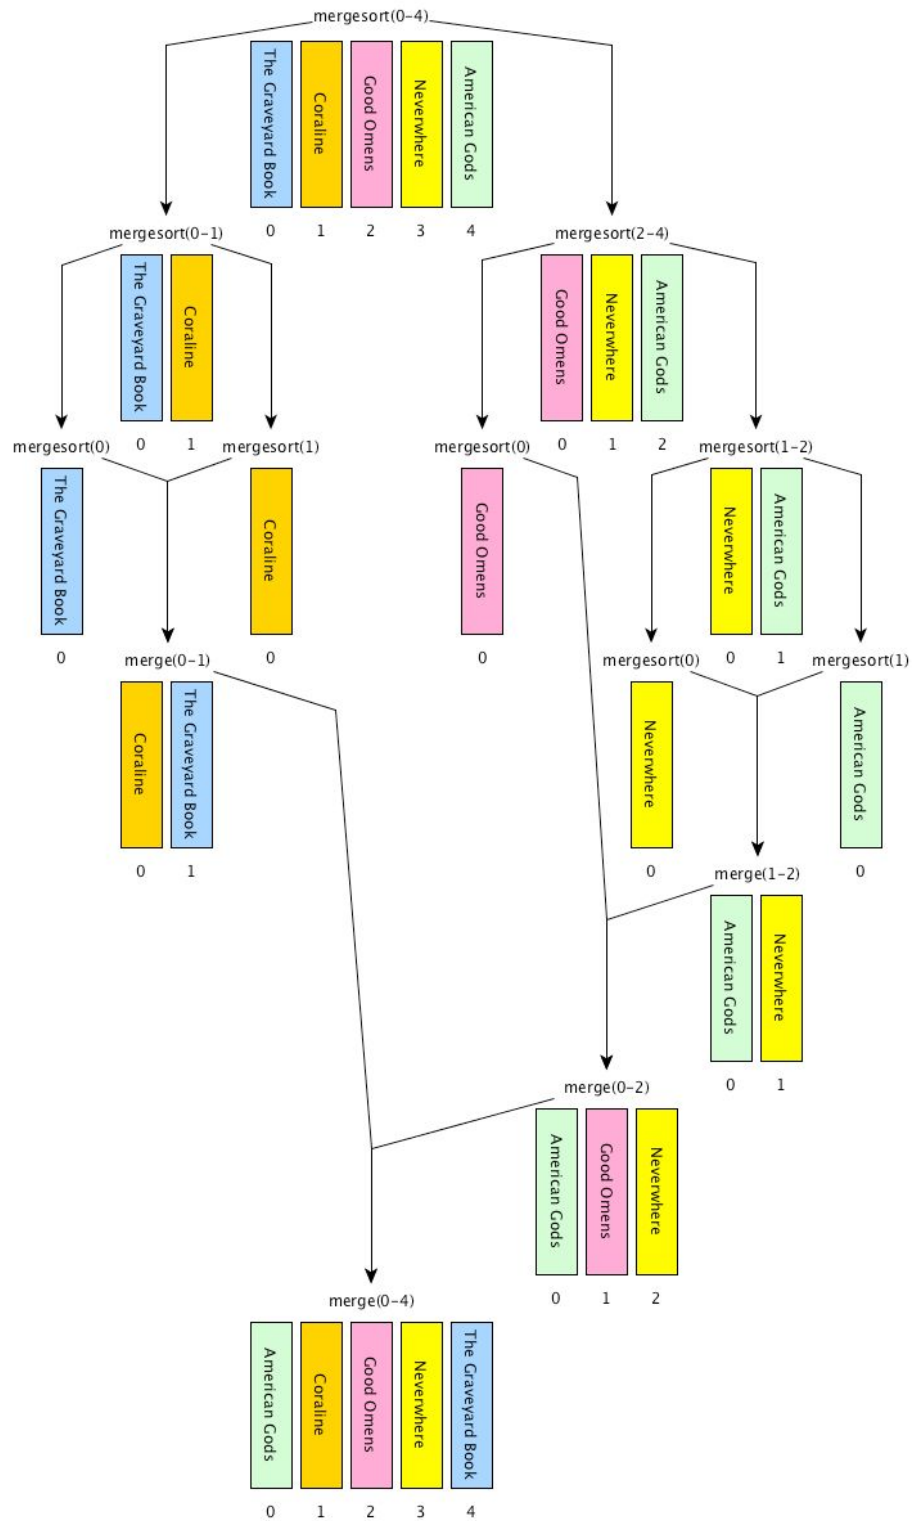 mergesort(0-4)
The Graveyard Book
Coraline
Good Omens
Neverwhere
American Gods
0 1 2 3 4
mergesort(0-1)
The Graveyard Book
Coraline
0 1
mergesort(2-4)
Good Omens
Neverwhere
American Gods
0 1 2
mergesort(0)
The Graveyard Book
0
mergesort(1)
Coraline
0
mergesort(0)
Good Omens
0
mergesort(1-2)
Neverwhere
American Gods
0 1
merge(0-1)
Coraline
The Graveyard Book
0 1
mergesort(0)
Neverwhere
0
mergesort(1)
American Gods
0
merge(1-2)
American Gods
Neverwhere
0 1
merge(0-2)
American Gods
Good Omens
Neverwhere
0 1 2
merge(0-4)
American Gods
Coraline
Good Omens
Neverwhere
The Graveyard Book
0 1 2 3 4